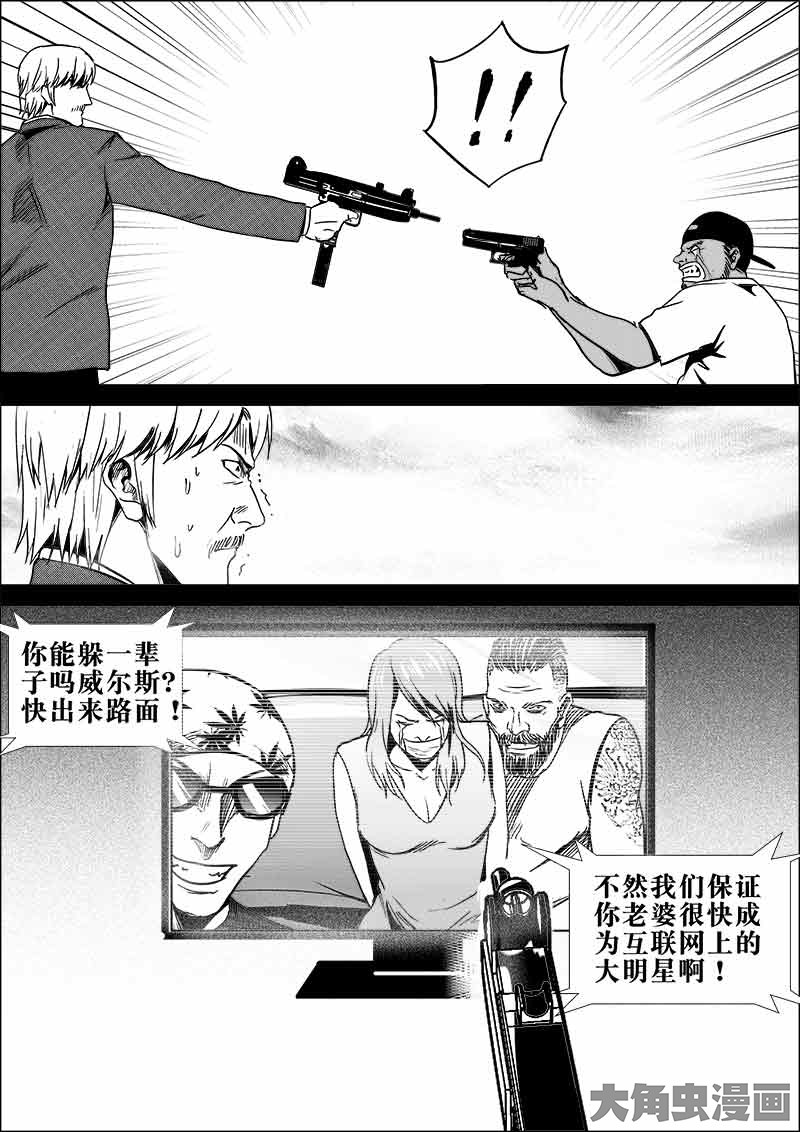 ！！
你能躲一辈
子吗威尔斯？
快出来路面！
不然我们保证
你老婆很快成
为互联网上的
大明星啊！
大角虫漫画